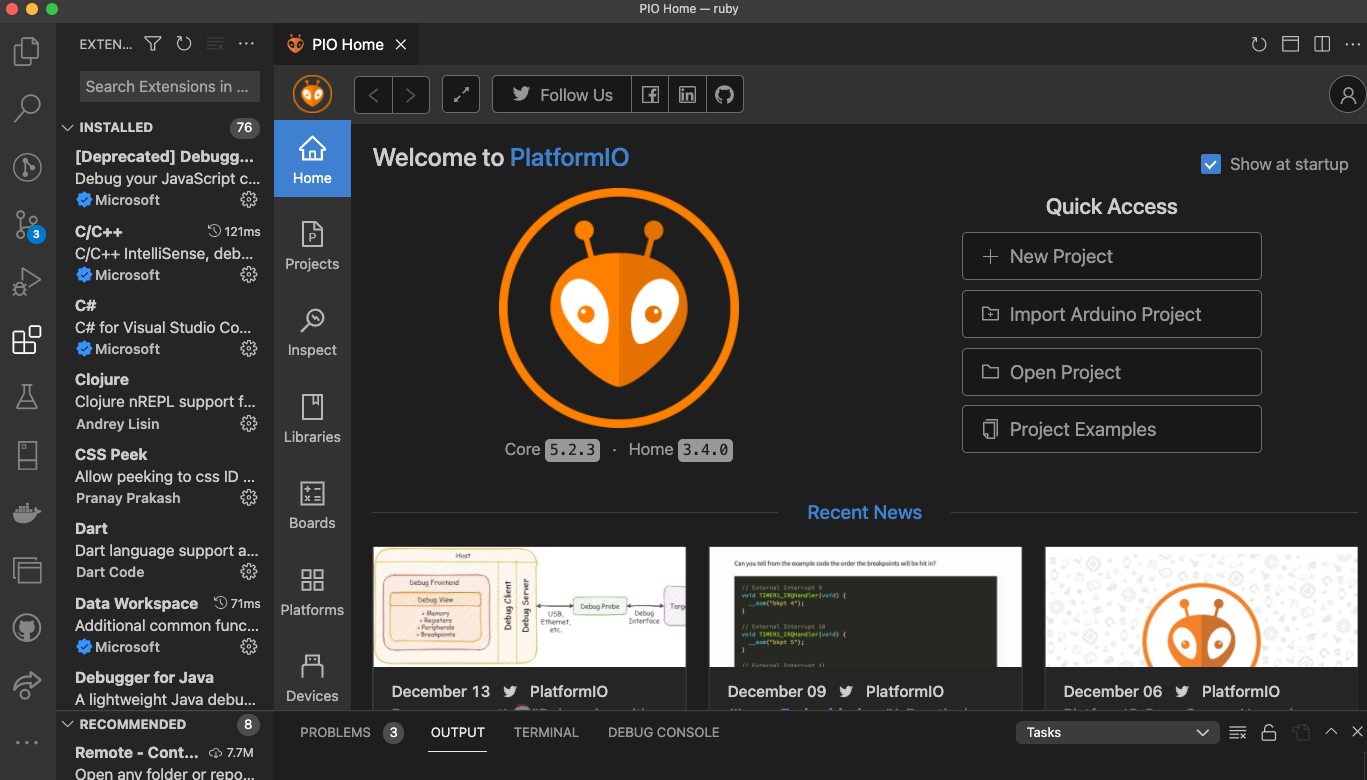 PIO Home — ruby
EXTEN...
PIO Home
Search Extensions in ...
Follow Us
INSTALLED 76
[Deprecated] Debugg...
Debug your JavaScript c...
Microsoft
C/C++ 121ms
C/C++ IntelliSense, deb...
Microsoft
C#
C# for Visual Studio Co...
Microsoft
Clojure
Clojure nREPL support f...
Andrey Lisin
CSS Peek
Allow peeking to css ID ...
Pranay Prakash
Dart
Dart language support a...
Dart Code
Data Workspace 71ms
Additional common func...
Microsoft
Debugger for Java
A lightweight Java debu...
RECOMMENDED 8
Remote - Cont... 7.7M
Open any folder or repo...
3
Home
Projects
Inspect
Libraries
Boards
Platforms
Devices
Welcome to PlatformIO
Show at startup
Core 5.2.3 · Home 3.4.0
Quick Access
New Project
Import Arduino Project
Open Project
Project Examples
Recent News
Host
Debug Frontend
Debug View
• Memory
• Registers
• Peripherals
• Breakpoints
Debug Client
Debug Server
USB,
Ethernet,
etc.
Debug Probe
Debug
Interface
Targ
December 13 PlatformIO
Can you tell from the example code the order the breakpoints will be hit in?
// External Interrupt 9
void TIMER1_IRQHandler(void) {
__asm("bkpt 4");
}
// External Interrupt 10
void TIMER1_IRQHandler(void) {
__asm("bkpt 5");
}
// External Interrupt 11
December 09 PlatformIO
December 06 PlatformIO
PROBLEMS 3 OUTPUT TERMINAL DEBUG CONSOLE Tasks